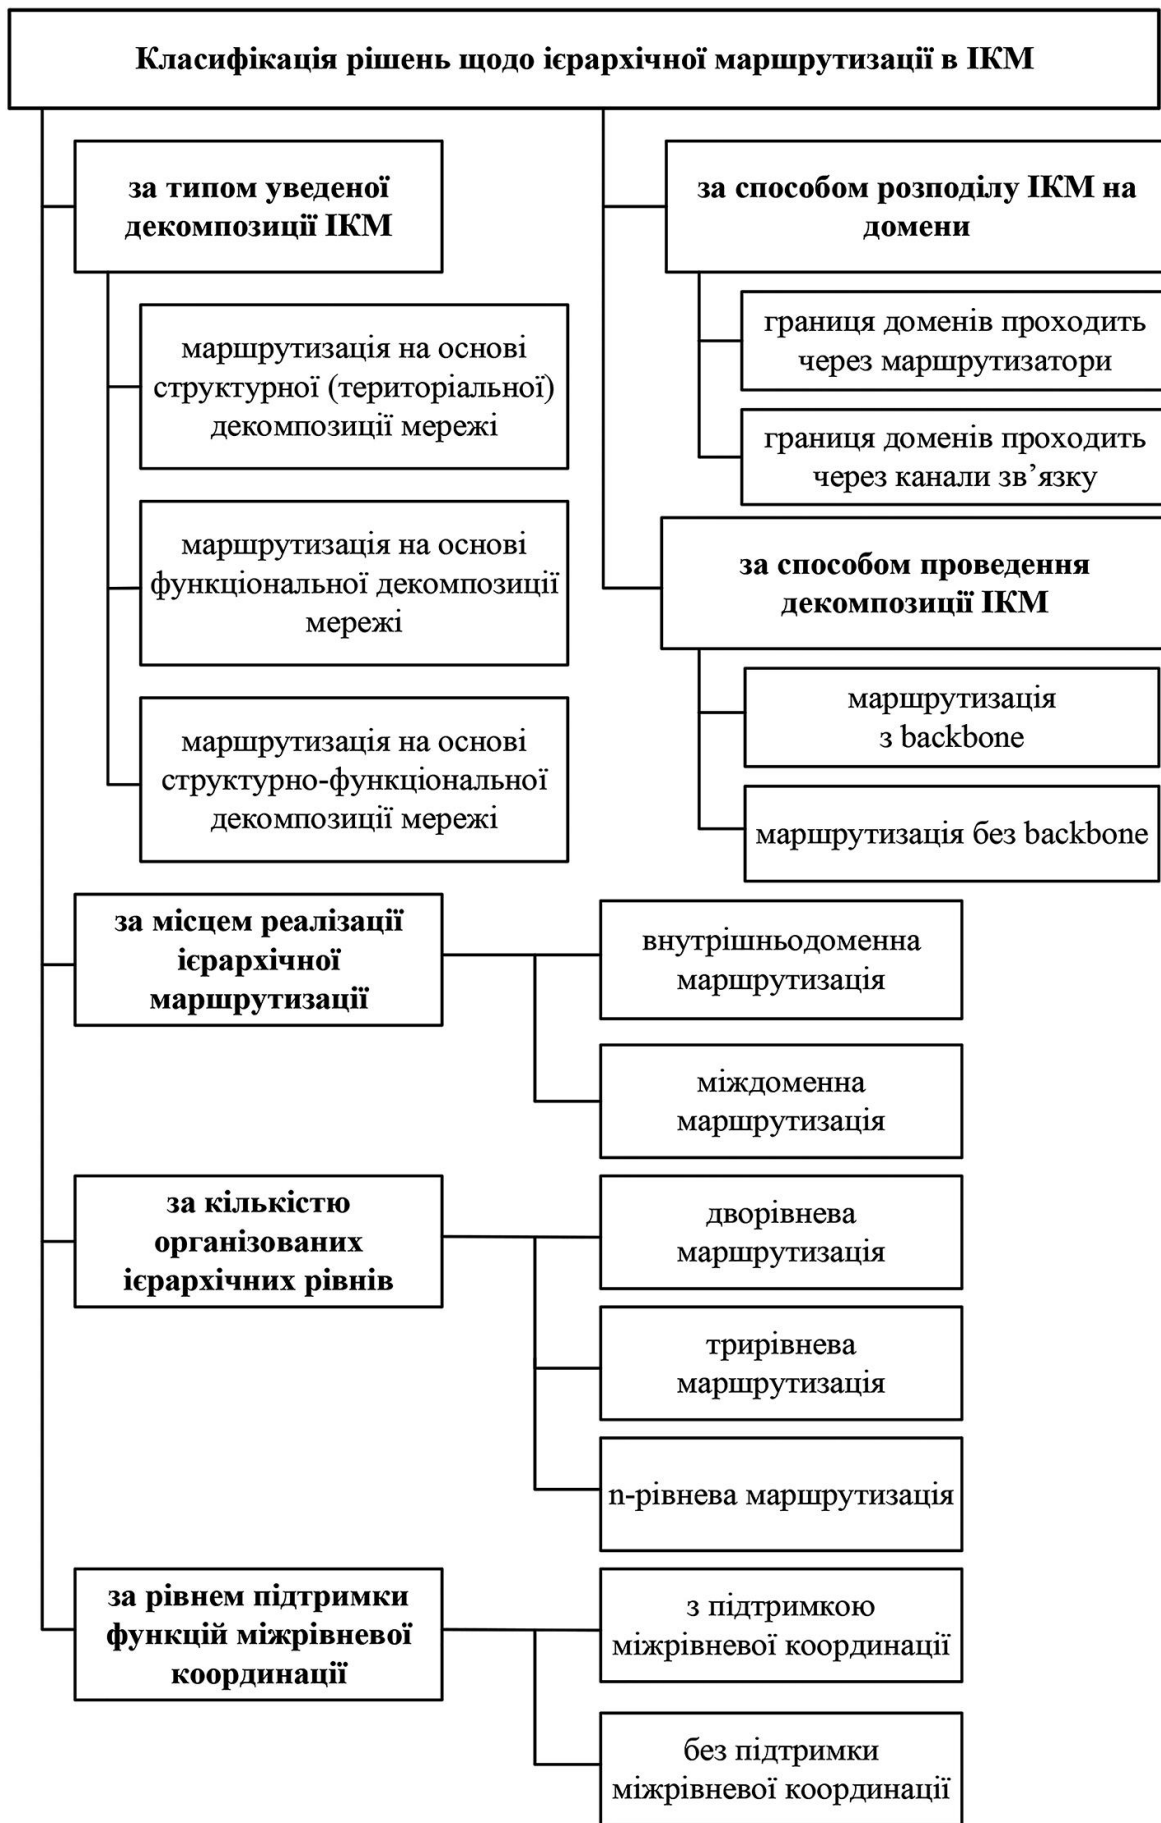 Класифікація рішень щодо ієрархічної маршрутизації в ІКМ
за типом уведеної
декомпозиції ІКМ
маршрутизація на основі
структурної (територіальної)
декомпозиції мережі
маршрутизація на основі
функціональної декомпозиції
мережі
маршрутизація на основі
структурно-функціональної
декомпозиції мережі
за способом розподілу ІКМ на
домени
границя доменів проходить
через маршрутизатори
границя доменів проходить
через канали зв’язку
за способом проведення
декомпозиції ІКМ
маршрутизація
з backbone
маршрутизація без backbone
за місцем реалізації
ієрархічної
маршрутизації
внутрішньодоменна
маршрутизація
міждоменна
маршрутизація
за кількістю
організованих
ієрархічних рівнів
дворівнева
маршрутизація
трирівнева
маршрутизація
n-рівнева маршрутизація
за рівнем підтримки
функцій міжрівневої
координації
з підтримкою
міжрівневої координації
без підтримки
міжрівневої координації